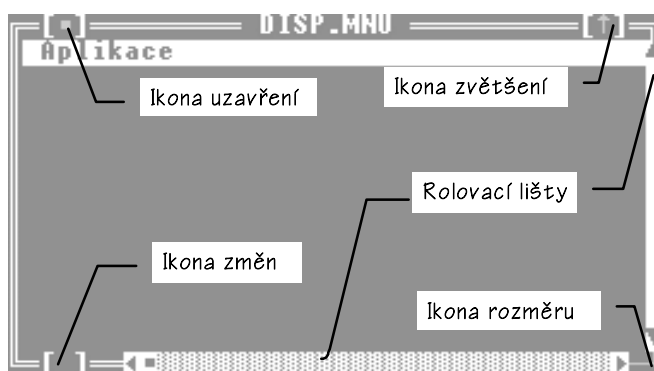 DISP.MNU
Aplikace
Ikona uzavření
Ikona zvětšení
Rolovací lišty
Ikona změn
Ikona rozměru